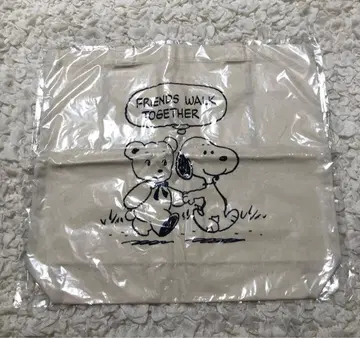 FRIENDS WALK
TOGETHER